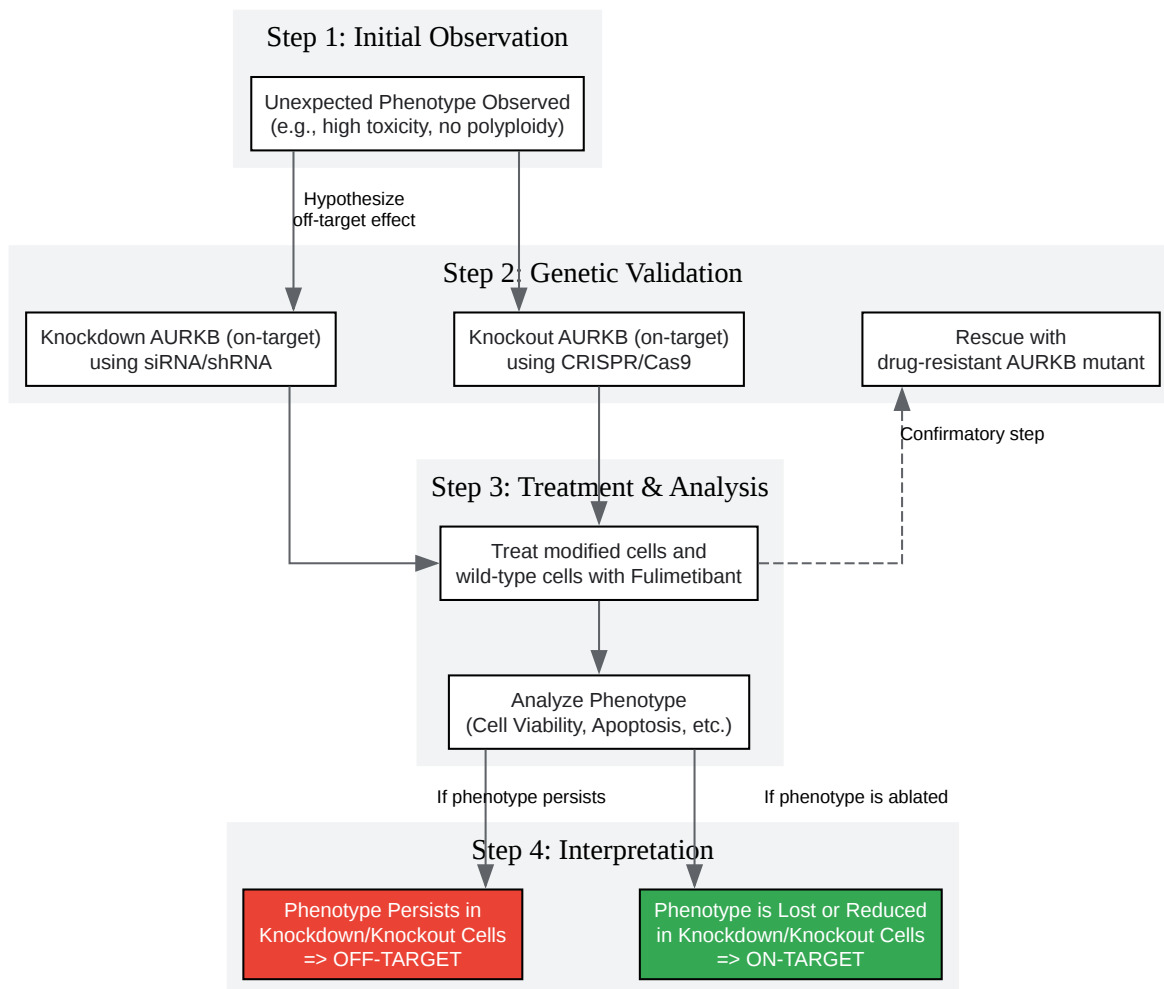 Step 1: Initial Observation
Unexpected Phenotype Observed
(e.g., high toxicity, no polyploidy)
Hypothesize
off-target effect
Step 2: Genetic Validation
Knockdown AURKB (on-target)
using siRNA/shRNA
Knockout AURKB (on-target)
using CRISPR/Cas9
Rescue with
drug-resistant AURKB mutant
Confirmatory step
Step 3: Treatment & Analysis
Treat modified cells and
wild-type cells with Fulimetibant
Analyze Phenotype
(Cell Viability, Apoptosis, etc.)
If phenotype persists
If phenotype is ablated
Step 4: Interpretation
Phenotype Persists in
Knockdown/Knockout Cells
=> OFF-TARGET
Phenotype is Lost or Reduced
in Knockdown/Knockout Cells
=> ON-TARGET